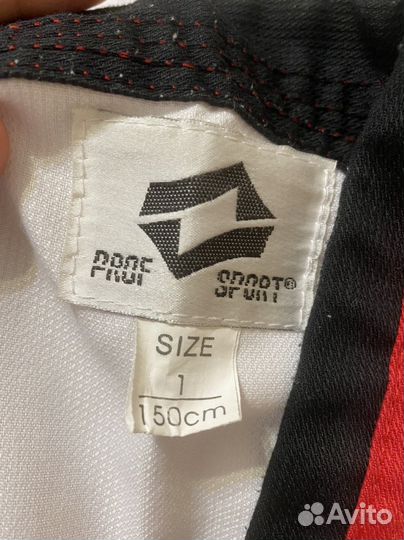 PROF
SPORT®
SIZE
1
150cm
Avito